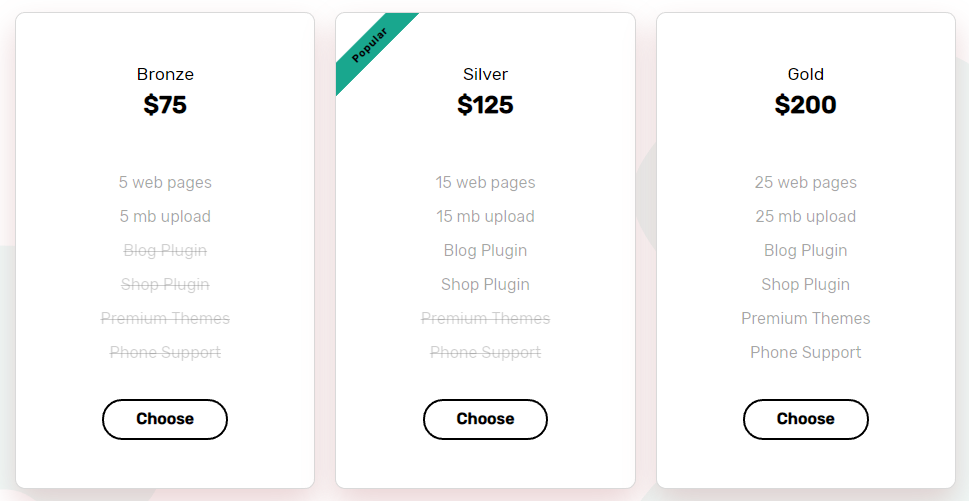 Bronze
$75
5 web pages
5 mb upload
Blog Plugin
Shop Plugin
Premium Themes
Phone Support
Choose
Popular
Silver
$125
15 web pages
15 mb upload
Blog Plugin
Shop Plugin
Premium Themes
Phone Support
Choose
Gold
$200
25 web pages
25 mb upload
Blog Plugin
Shop Plugin
Premium Themes
Phone Support
Choose